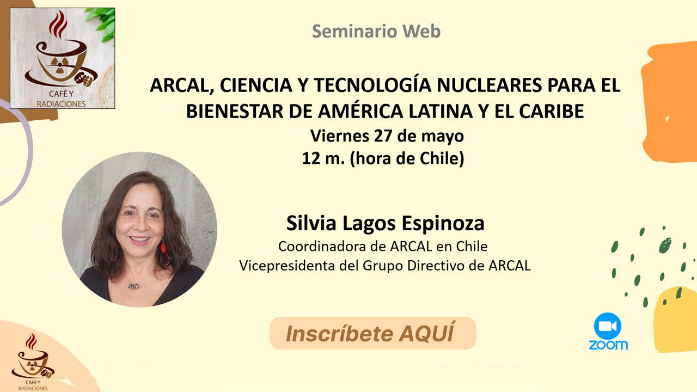 CAFÉ Y
RADIACIONES
Seminario Web
ARCAL, CIENCIA Y TECNOLOGÍA NUCLEARES PARA EL
BIENESTAR DE AMÉRICA LATINA Y EL CARIBE
Viernes 27 de mayo
12 m. (hora de Chile)
Silvia Lagos Espinoza
Coordinadora de ARCAL en Chile
Vicepresidenta del Grupo Directivo de ARCAL
Inscríbete AQUÍ
zoom
CAFÉ Y
RADIACIONES